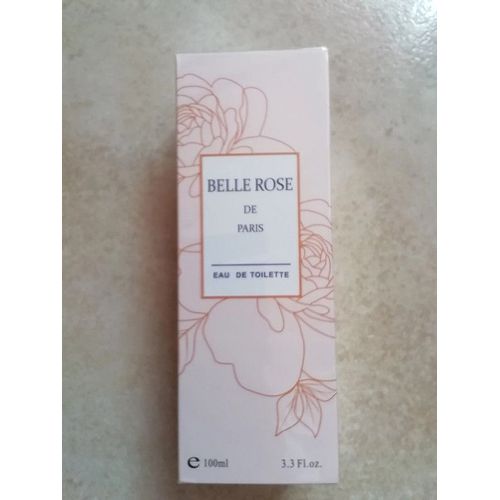 BELLE ROSE
DE
PARIS
EAU DE TOILETTE
℮ 100ml 3.3 Fl.oz.